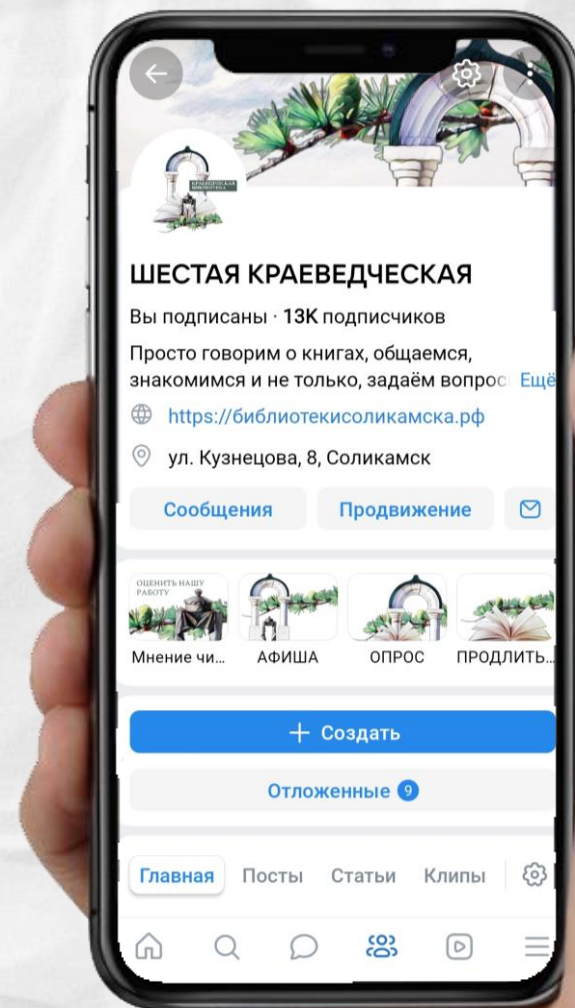 КРАЕВЕДЧЕСКАЯ
БИБЛИОТЕКА
ШЕСТАЯ КРАЕВЕДЧЕСКАЯ
Вы подписаны · 13K подписчиков
Просто говорим о книгах, общаемся,
знакомимся и не только, задаём вопрос Ещё
https://библиотекисоликамска.рф
ул. Кузнецова, 8, Соликамск
Сообщения Продвижение
ОЦЕНИТЬ НАШУ
РАБОТУ
Мнение чи... АФИША ОПРОС ПРОДЛИТЬ...
+ Создать
Отложенные 9
Главная Посты Статьи Клипы